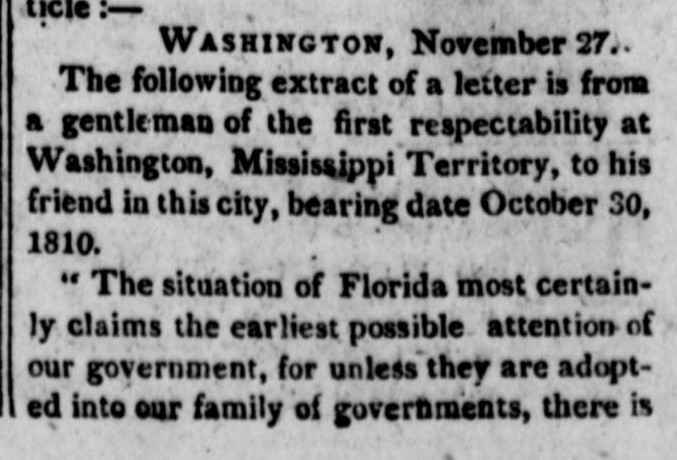 ticle :—
WASHINGTON, November 27.
The following extract of a letter is from
a gentleman of the first respectability at
Washington, Mississippi Territory, to his
friend in this city, bearing date October 30,
1810.
" The situation of Florida most certain-
ly claims the earliest possible attention of
our government, for unless they are adopt-
ed into our family of governments, there is